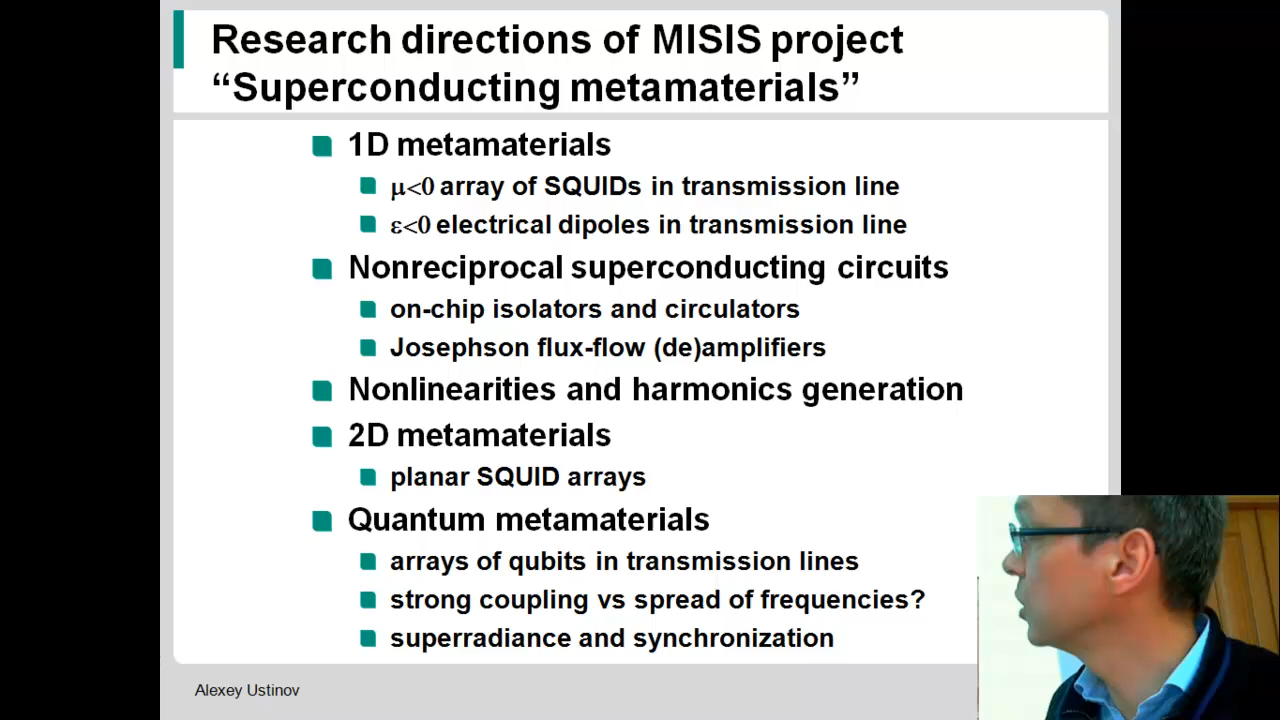 Research directions of MISIS project
“Superconducting metamaterials”
1D metamaterials
μ<0 array of SQUIDs in transmission line
ε<0 electrical dipoles in transmission line
Nonreciprocal superconducting circuits
on-chip isolators and circulators
Josephson flux-flow (de)amplifiers
Nonlinearities and harmonics generation
2D metamaterials
planar SQUID arrays
Quantum metamaterials
arrays of qubits in transmission lines
strong coupling vs spread of frequencies?
superradiance and synchronization
Alexey Ustinov